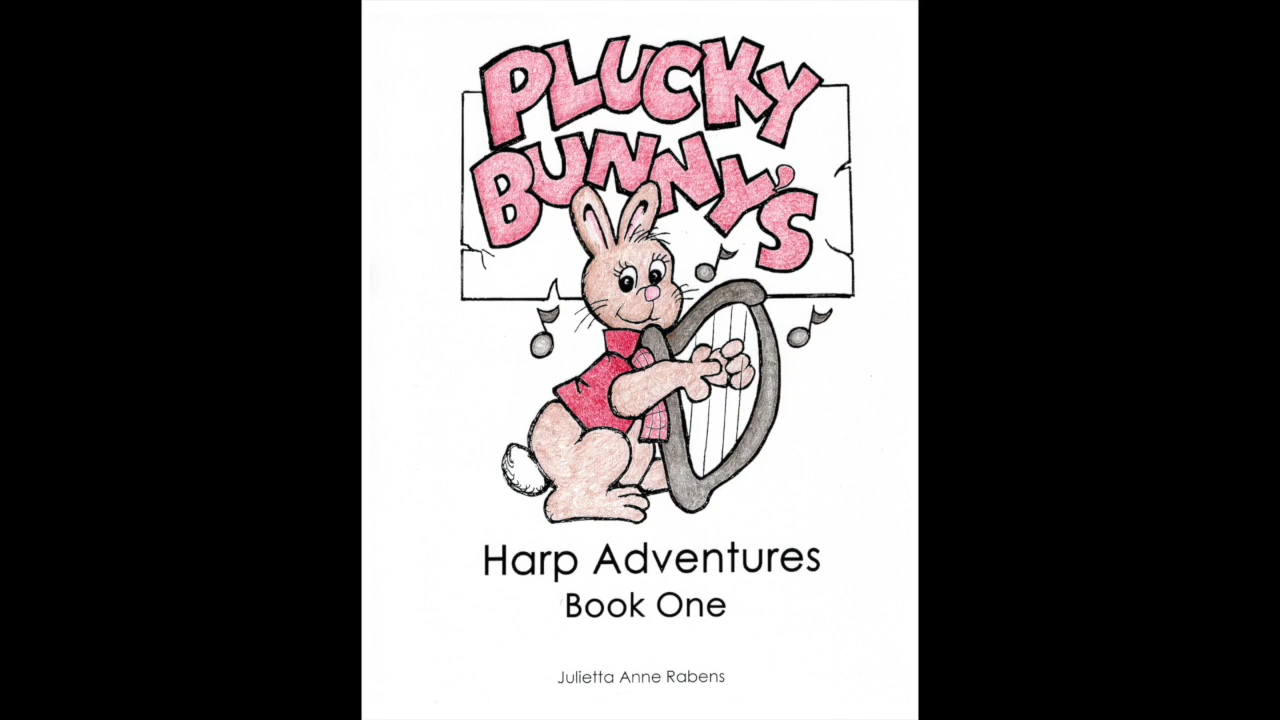 PLUCKY
BUNNY'S
Harp Adventures
Book One
Julietta Anne Rabens